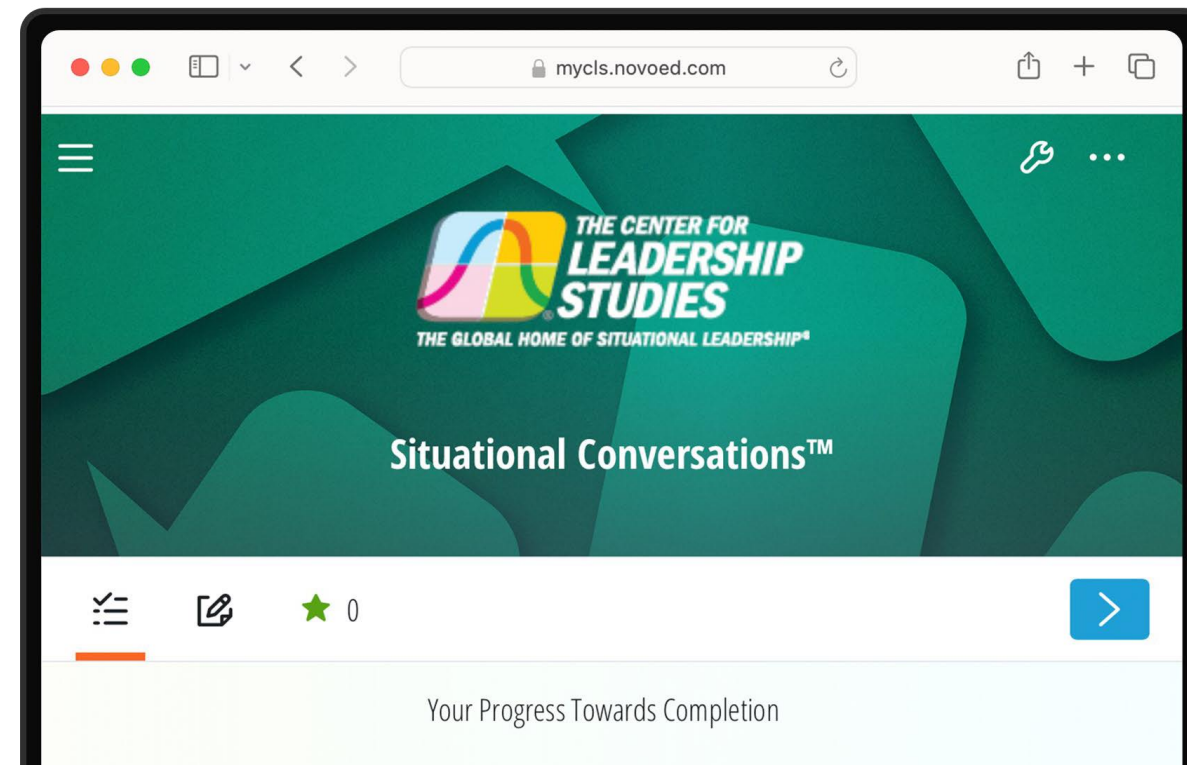 mycls.novoed.com
THE CENTER FOR
LEADERSHIP
STUDIES
®
THE GLOBAL HOME OF SITUATIONAL LEADERSHIP®
Situational Conversations™
0
Your Progress Towards Completion